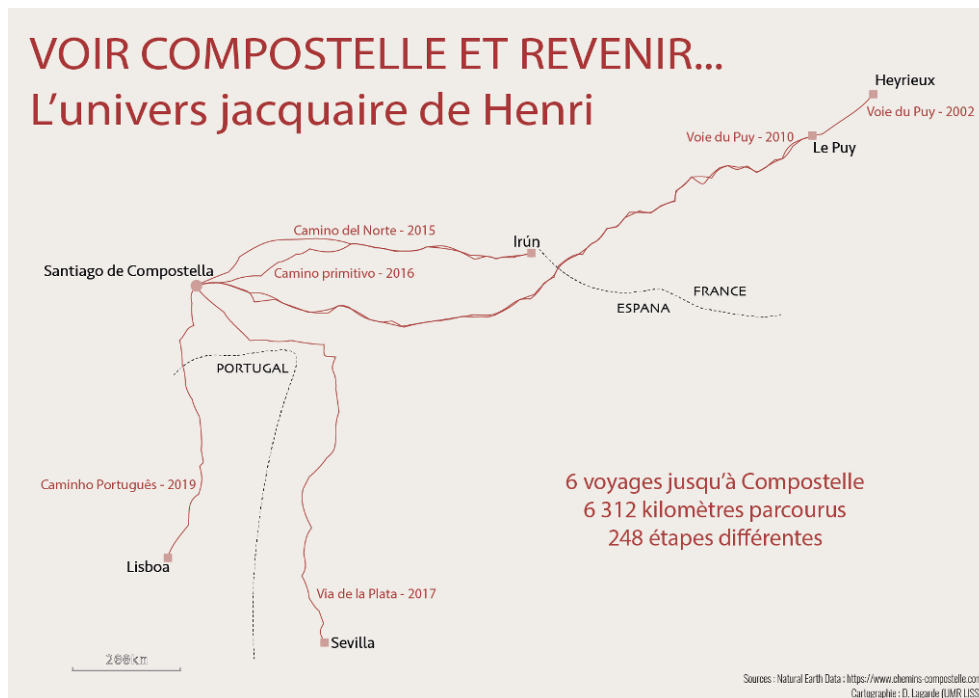 VOIR COMPOSTELLE ET REVENIR...
L'univers jacquaire de Henri
Heyrieux
Voie du Puy - 2002
Voie du Puy - 2010
Le Puy
Camino del Norte - 2015
Irún
Santiago de Compostella
Camino primitivo - 2016
FRANCE
ESPANA
PORTUGAL
6 voyages jusqu'à Compostelle
6 312 kilomètres parcourus
248 étapes différentes
Caminho Português - 2019
Lisboa
Via de la Plata - 2017
Sevilla
Sources : Natural Earth Data ; https://www.chemins-compostelle.com
Cartographie : D. Lagarde (UMR LISS